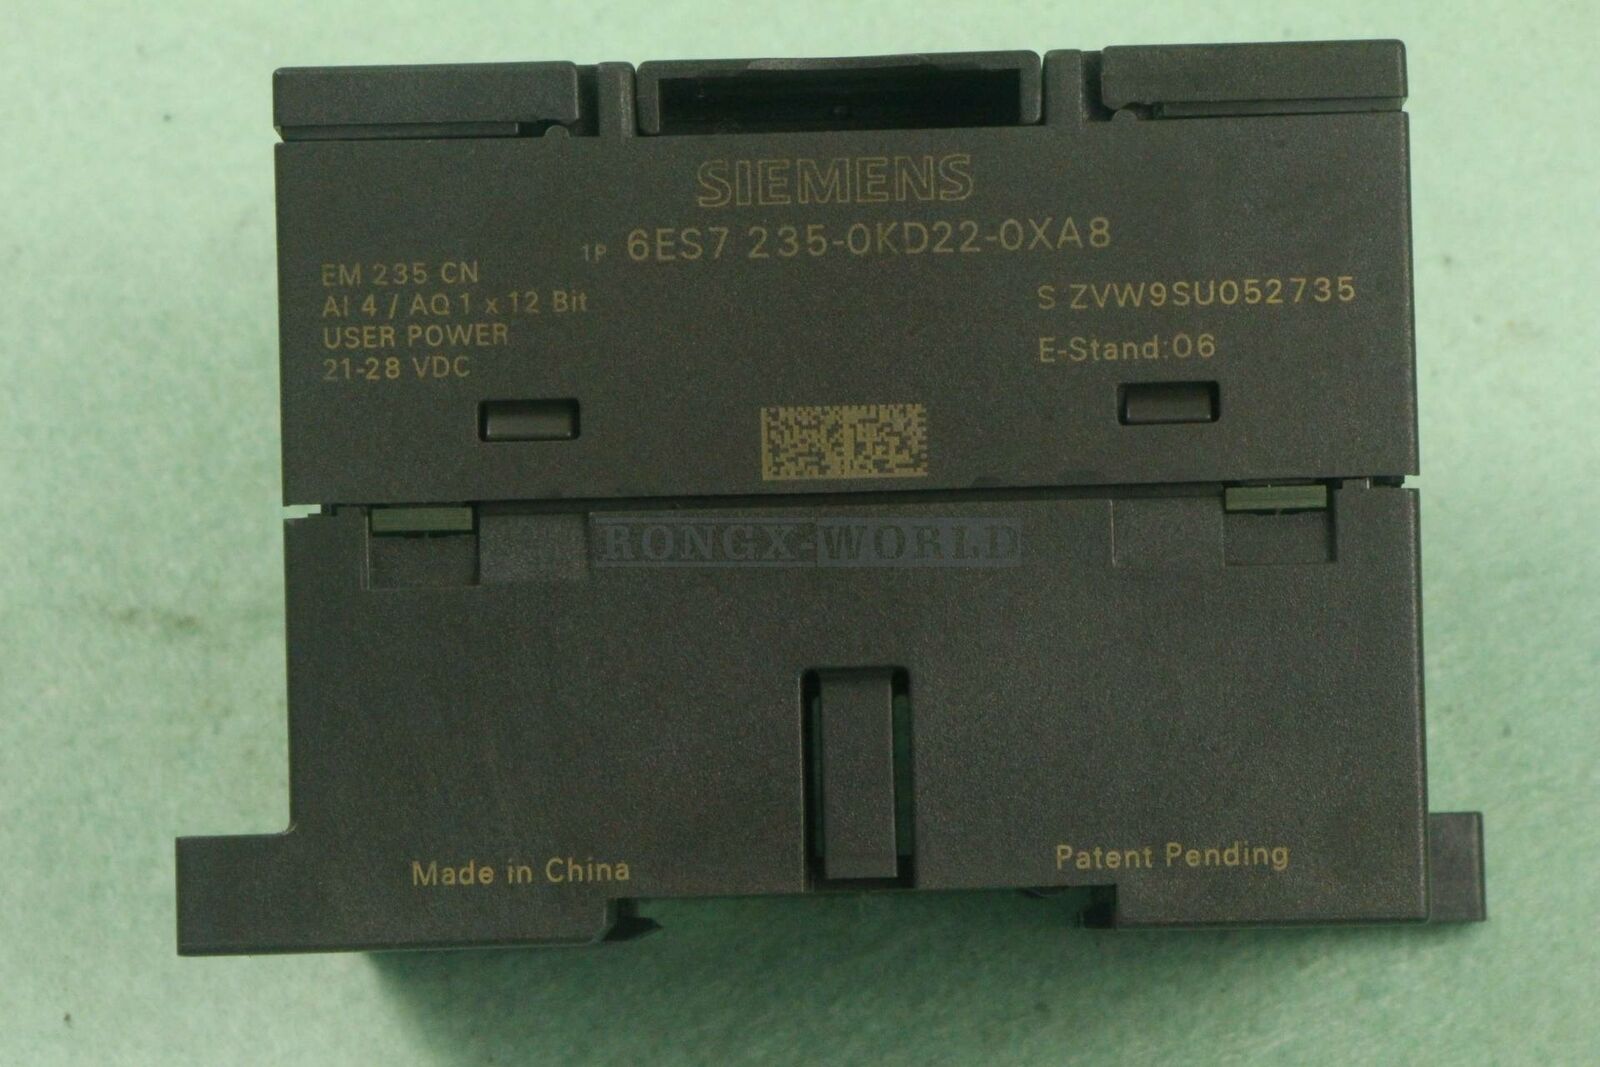 SIEMENS
1P 6ES7 235-0KD22-0XA8
EM 235 CN
AI 4 / AQ 1 x 12 Bit
USER POWER
21-28 VDC
S ZVW9SU052735
E-Stand:06
RONGX-WORLD
Made in China
Patent Pending